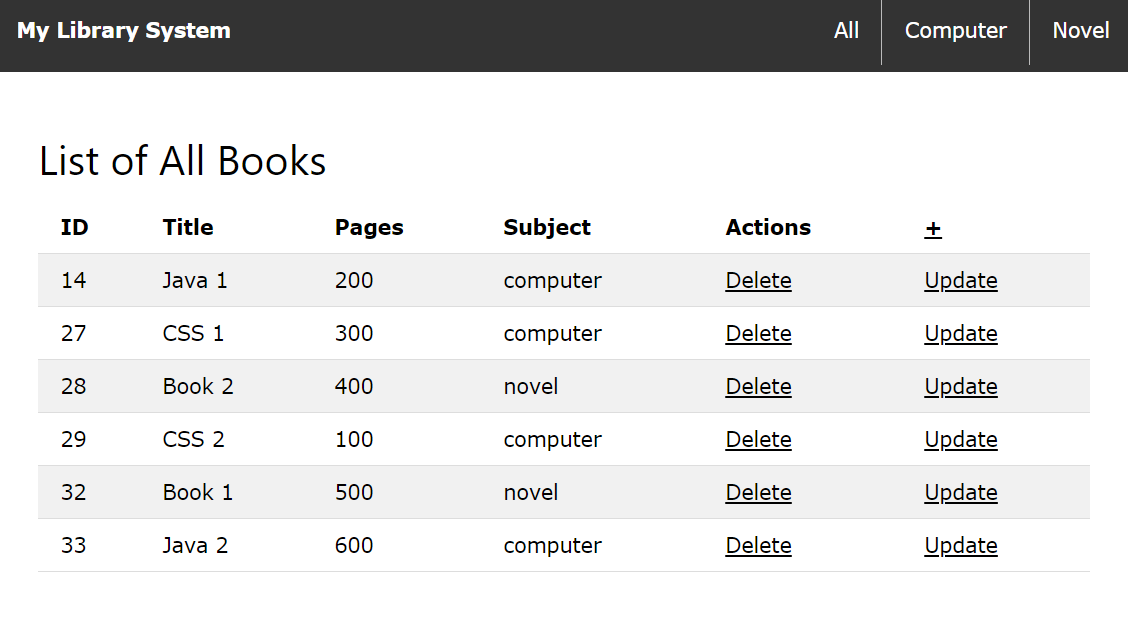 My Library System All Computer Novel
List of All Books
ID Title Pages Subject Actions +
14 Java 1 200 computer Delete Update
27 CSS 1 300 computer Delete Update
28 Book 2 400 novel Delete Update
29 CSS 2 100 computer Delete Update
32 Book 1 500 novel Delete Update
33 Java 2 600 computer Delete Update